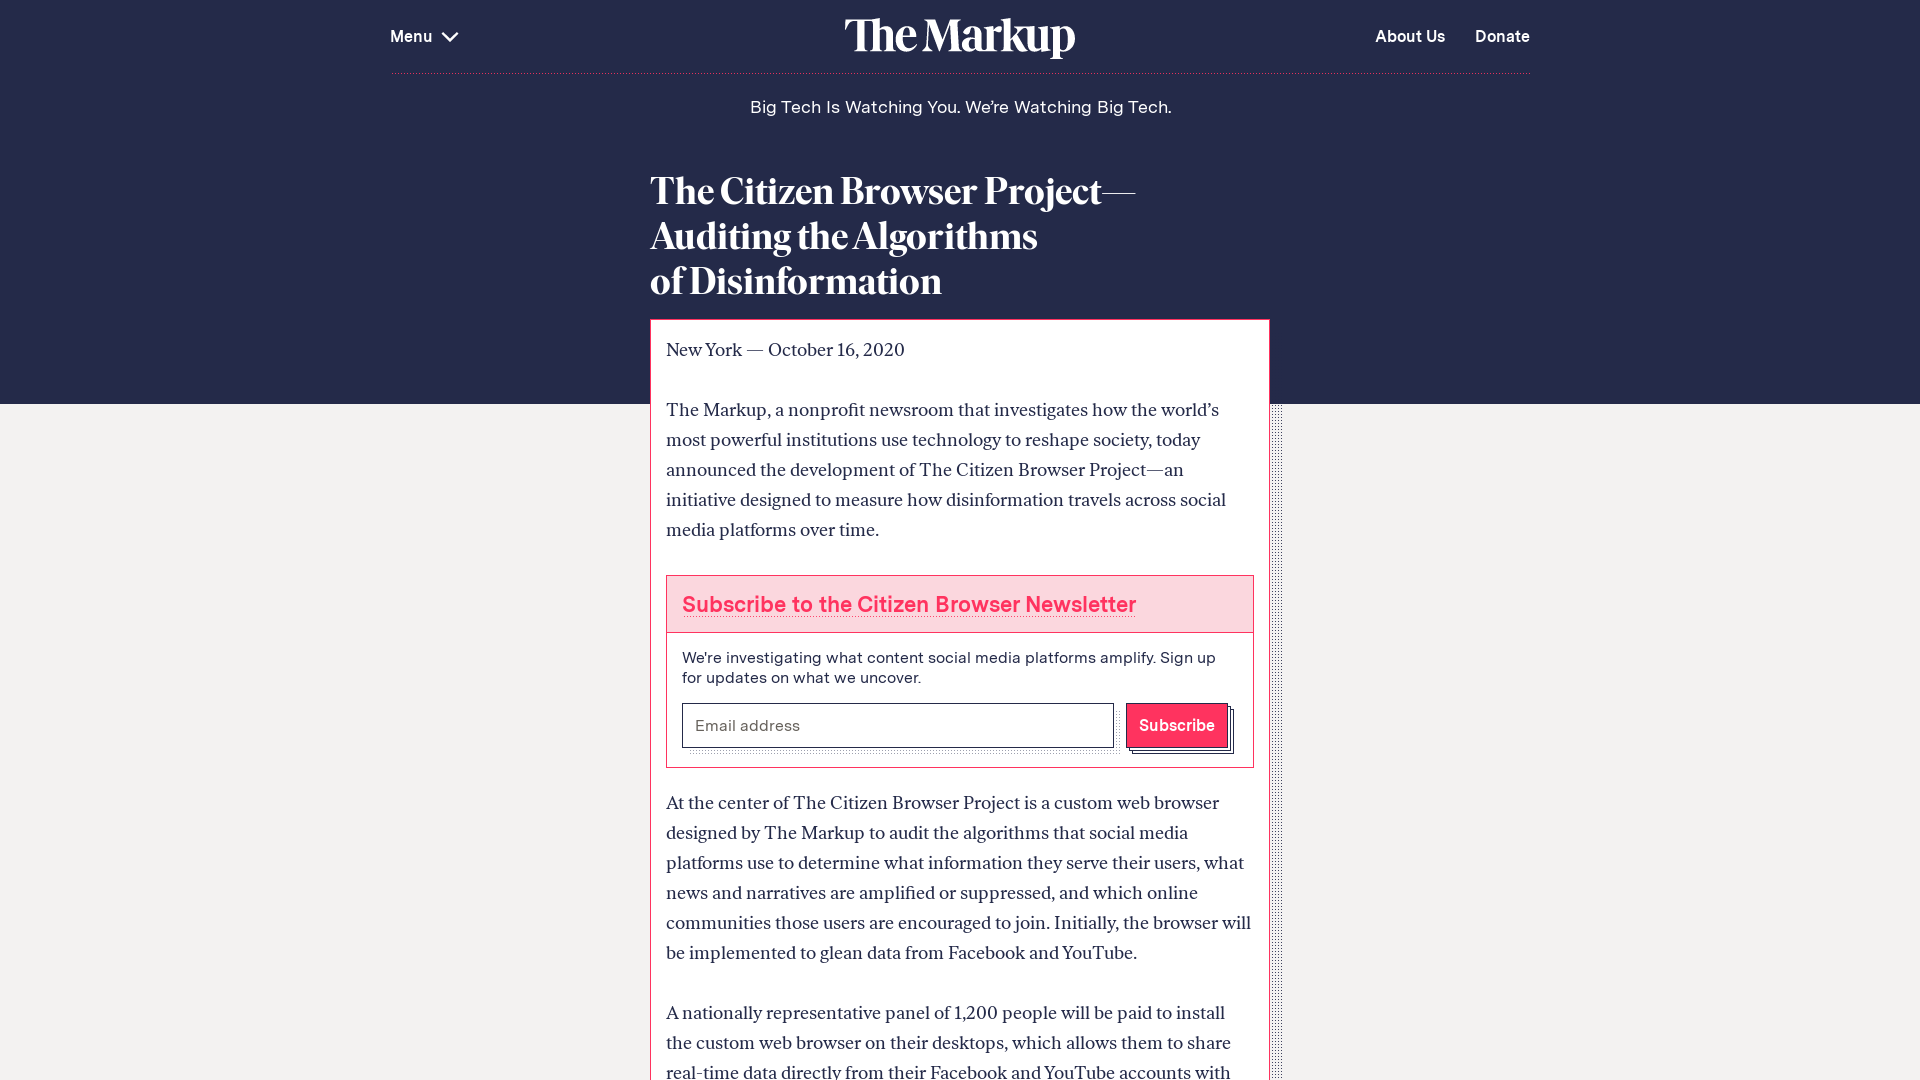 Menu
The Markup
About Us
Donate
Big Tech Is Watching You. We’re Watching Big Tech.
The Citizen Browser Project—
Auditing the Algorithms
of Disinformation
New York — October 16, 2020
The Markup, a nonprofit newsroom that investigates how the world’s
most powerful institutions use technology to reshape society, today
announced the development of The Citizen Browser Project—an
initiative designed to measure how disinformation travels across social
media platforms over time.
Subscribe to the Citizen Browser Newsletter
We're investigating what content social media platforms amplify. Sign up
for updates on what we uncover.
Email address
Subscribe
At the center of The Citizen Browser Project is a custom web browser
designed by The Markup to audit the algorithms that social media
platforms use to determine what information they serve their users, what
news and narratives are amplified or suppressed, and which online
communities those users are encouraged to join. Initially, the browser will
be implemented to glean data from Facebook and YouTube.
A nationally representative panel of 1,200 people will be paid to install
the custom web browser on their desktops, which allows them to share
real-time data directly from their Facebook and YouTube accounts with